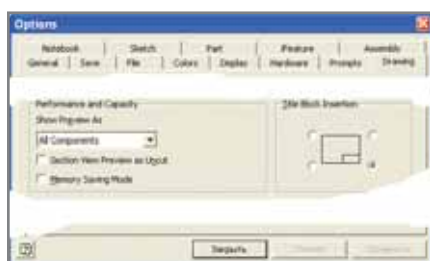 Options
Notebook Sketch Part iFeature Assembly
General Save File Colors Display Hardware Prompts Drawing
Performance and Capacity
Show Preview As
All Components
Section View Preview as Uncut
Memory Saving Mode
Title Block Insertion